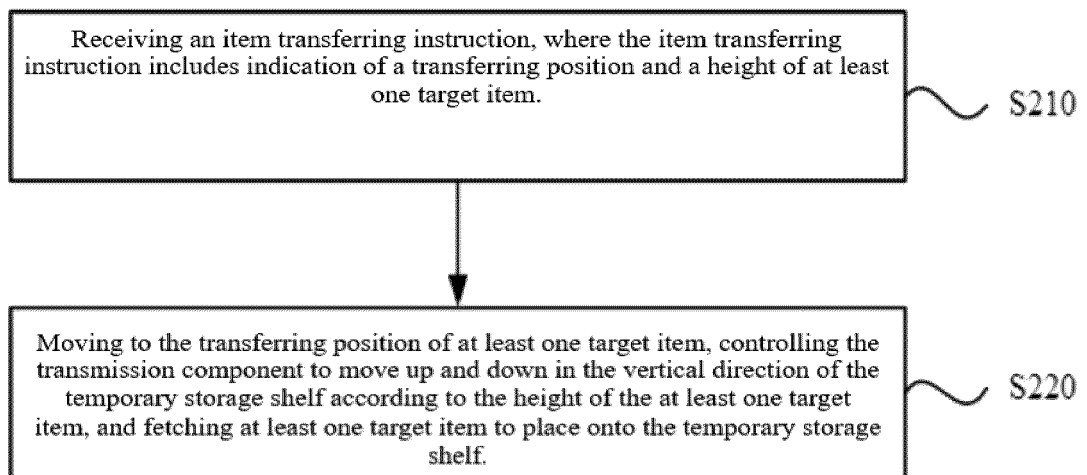 Receiving an item transferring instruction, where the item transferring
instruction includes indication of a transferring position and a height of at least
one target item.
S210
Moving to the transferring position of at least one target item, controlling the
transmission component to move up and down in the vertical direction of the
temporary storage shelf according to the height of the at least one target
item, and fetching at least one target item to place onto the temporary storage
shelf.
S220